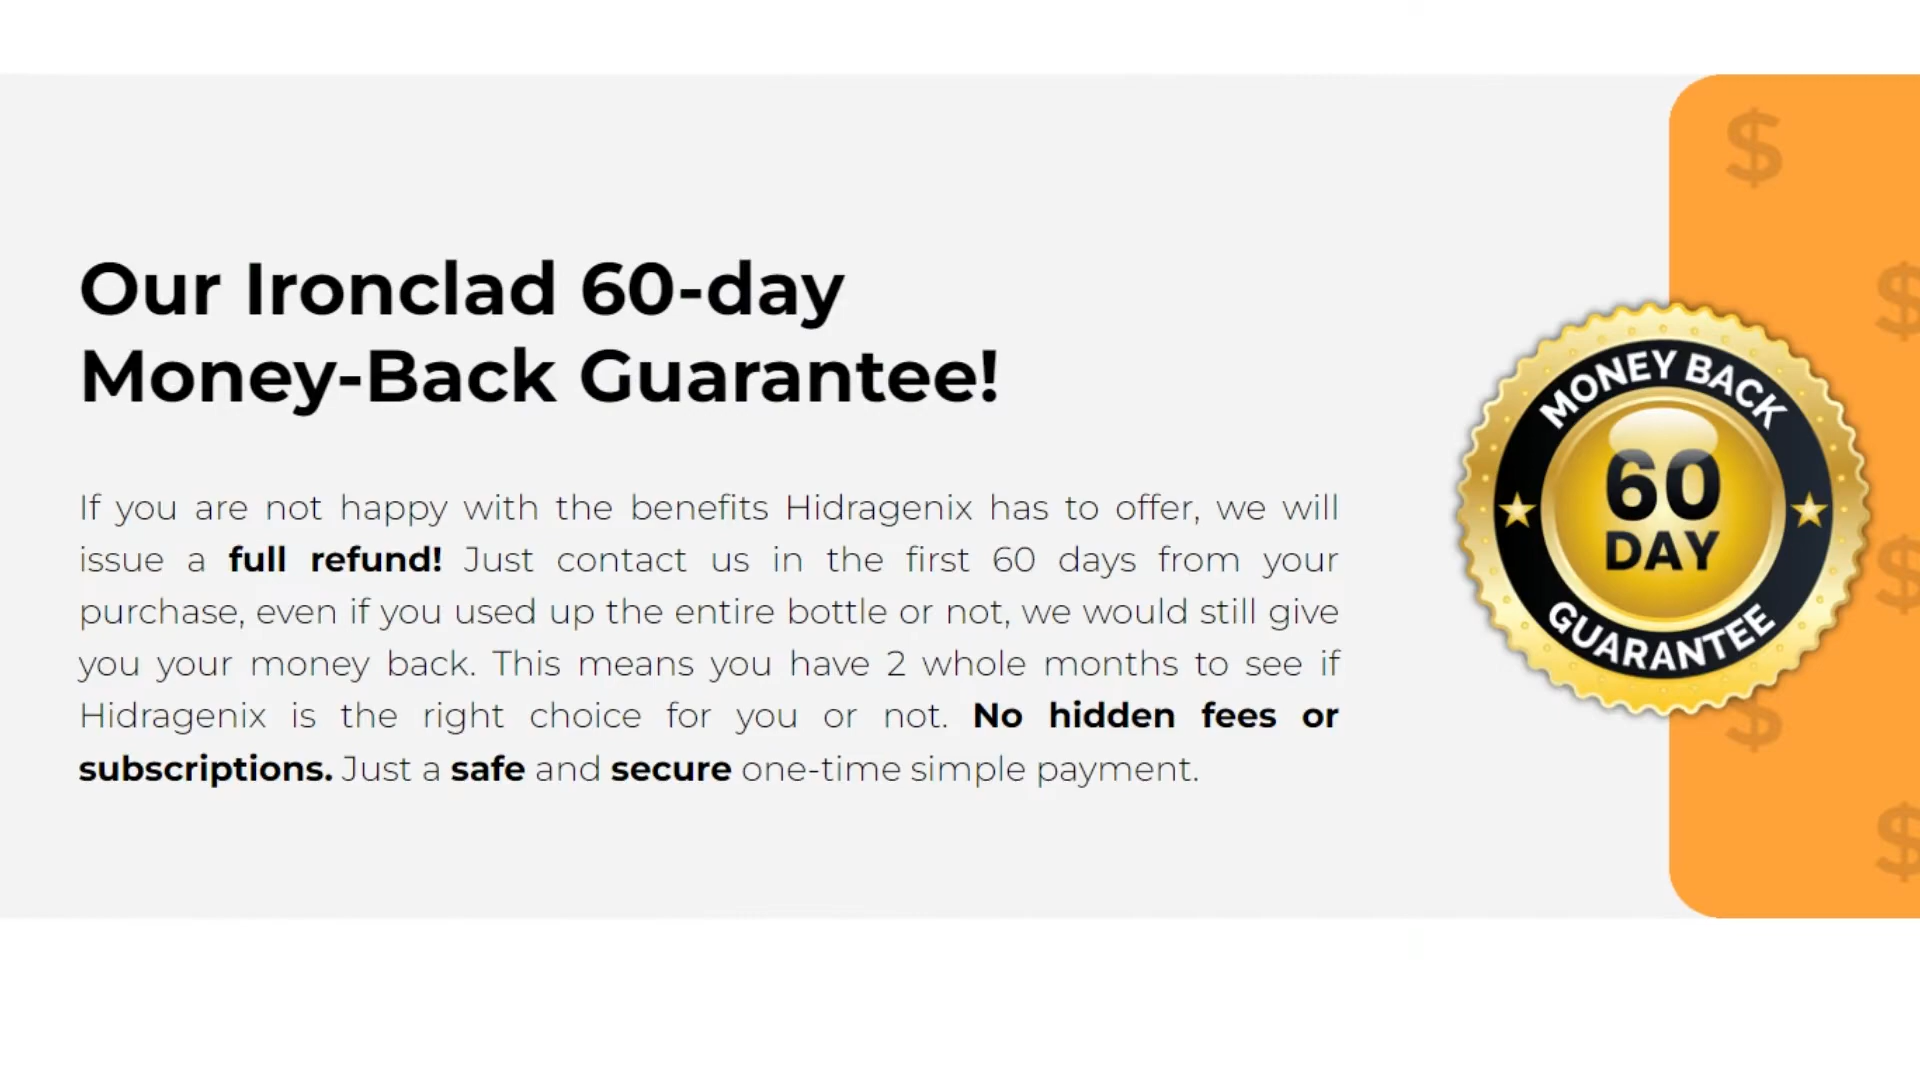 Our Ironclad 60-day
Money-Back Guarantee!
If you are not happy with the benefits Hidragenix has to offer, we will
issue a full refund! Just contact us in the first 60 days from your
purchase, even if you used up the entire bottle or not, we would still give
you your money back. This means you have 2 whole months to see if
Hidragenix is the right choice for you or not. No hidden fees or
subscriptions. Just a safe and secure one-time simple payment.
MONEY BACK
60
DAY
GUARANTEE
$
$
$
$
$